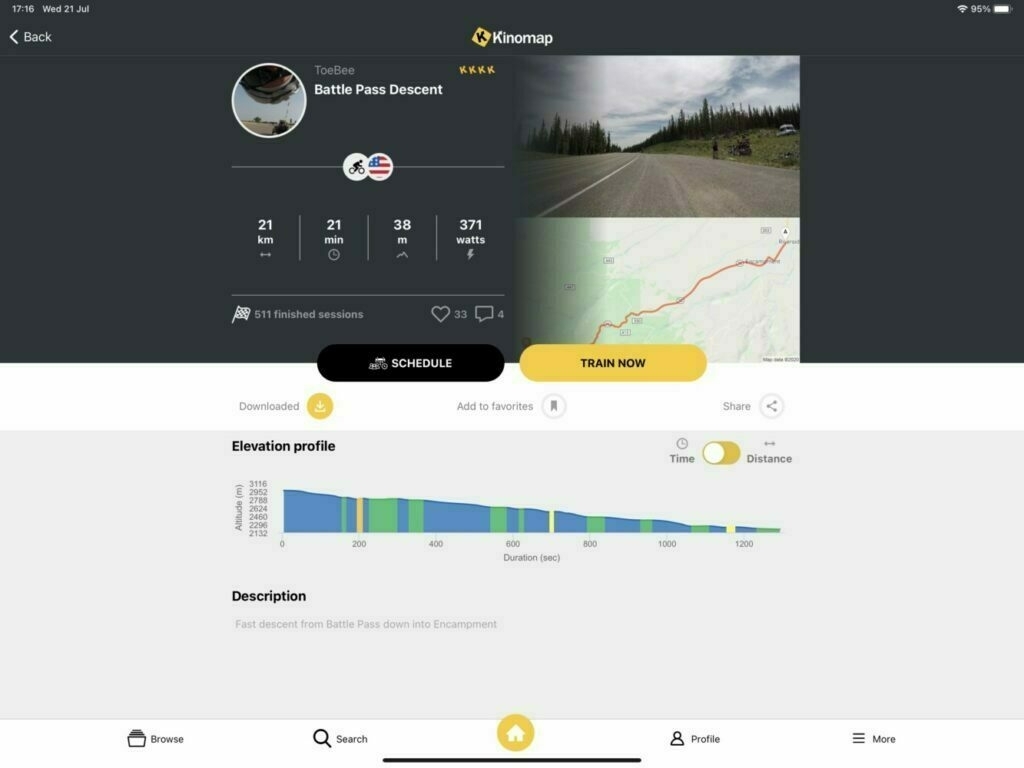 17:16 Wed 21 Jul
95%
Back
Kinomap
ToeBee
KKKK
Battle Pass Descent
21 21 38 371
km min m watts
511 finished sessions 33 4
Encampment
Map data ©2020
SCHEDULE TRAIN NOW
Downloaded Add to favorites Share
Elevation profile
Time Distance
Altitude (m)
3116
2952
2788
2624
2460
2296
2132
0 200 400 600 800 1000 1200
Duration (sec)
Description
Fast descent from Battle Pass down into Encampment
Browse Search Profile More